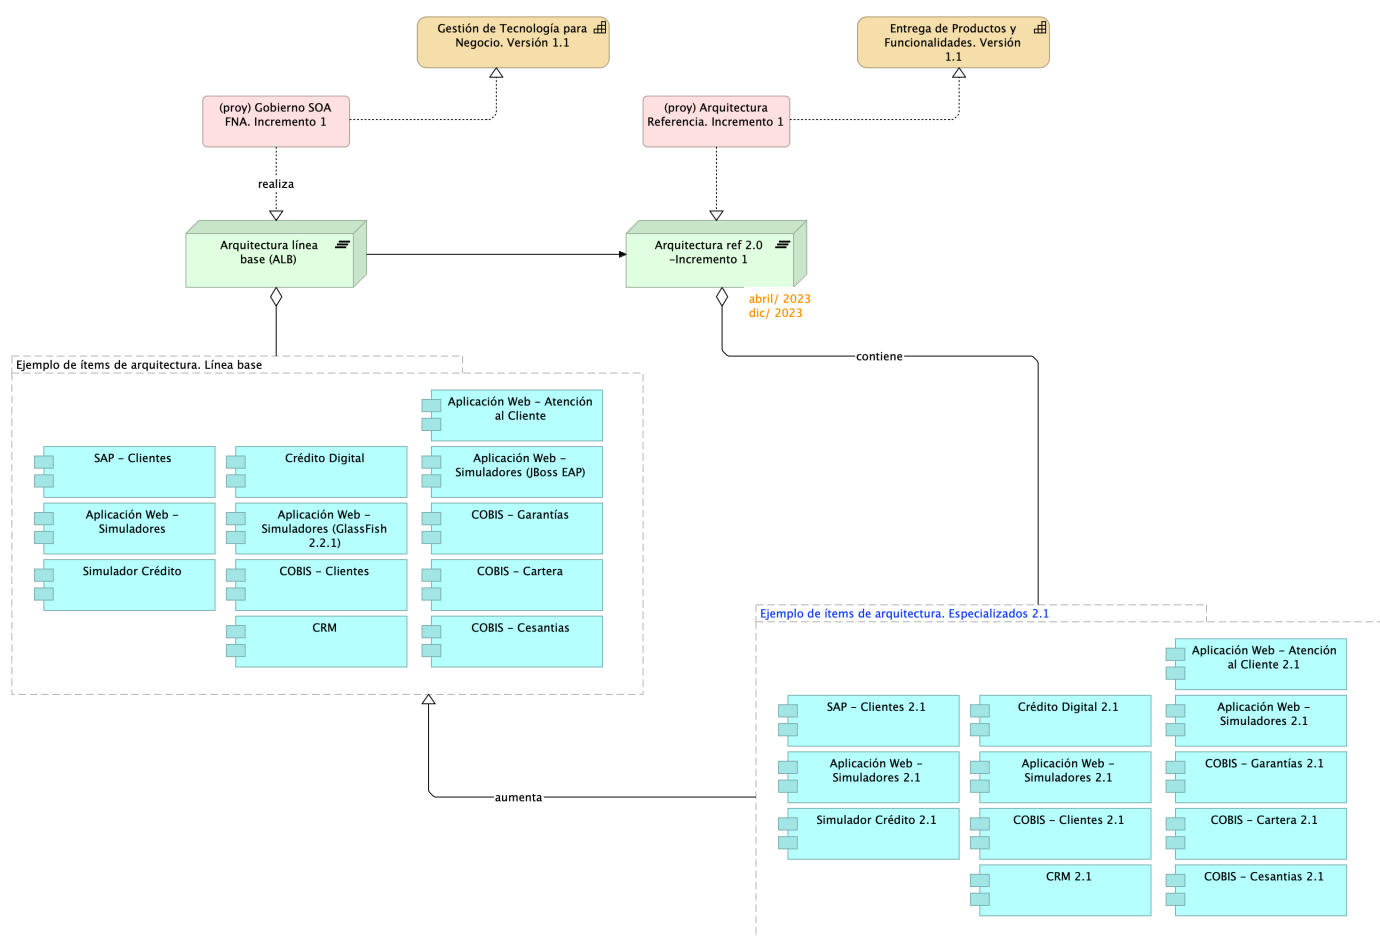 Gestión de Tecnología para
Negocio. Versión 1.1
Entrega de Productos y
Funcionalidades. Versión
1.1
(proy) Gobierno SOA
FNA. Incremento 1
(proy) Arquitectura
Referencia. Incremento 1
realiza
Arquitectura línea
base (ALB)
Arquitectura ref 2.0
-Incremento 1
abril/ 2023
dic/ 2023
contiene
Ejemplo de ítems de arquitectura. Línea base
Aplicación Web - Atención
al Cliente
SAP - Clientes
Crédito Digital
Aplicación Web -
Simuladores (JBoss EAP)
Aplicación Web -
Simuladores
Aplicación Web -
Simuladores (GlassFish
2.2.1)
COBIS - Garantías
Simulador Crédito
COBIS - Clientes
COBIS - Cartera
CRM
COBIS - Cesantias
Ejemplo de ítems de arquitectura. Especializados 2.1
Aplicación Web - Atención
al Cliente 2.1
SAP - Clientes 2.1
Crédito Digital 2.1
Aplicación Web -
Simuladores 2.1
Aplicación Web -
Simuladores 2.1
Aplicación Web -
Simuladores 2.1
COBIS - Garantías 2.1
aumenta
Simulador Crédito 2.1
COBIS - Clientes 2.1
COBIS - Cartera 2.1
CRM 2.1
COBIS - Cesantias 2.1